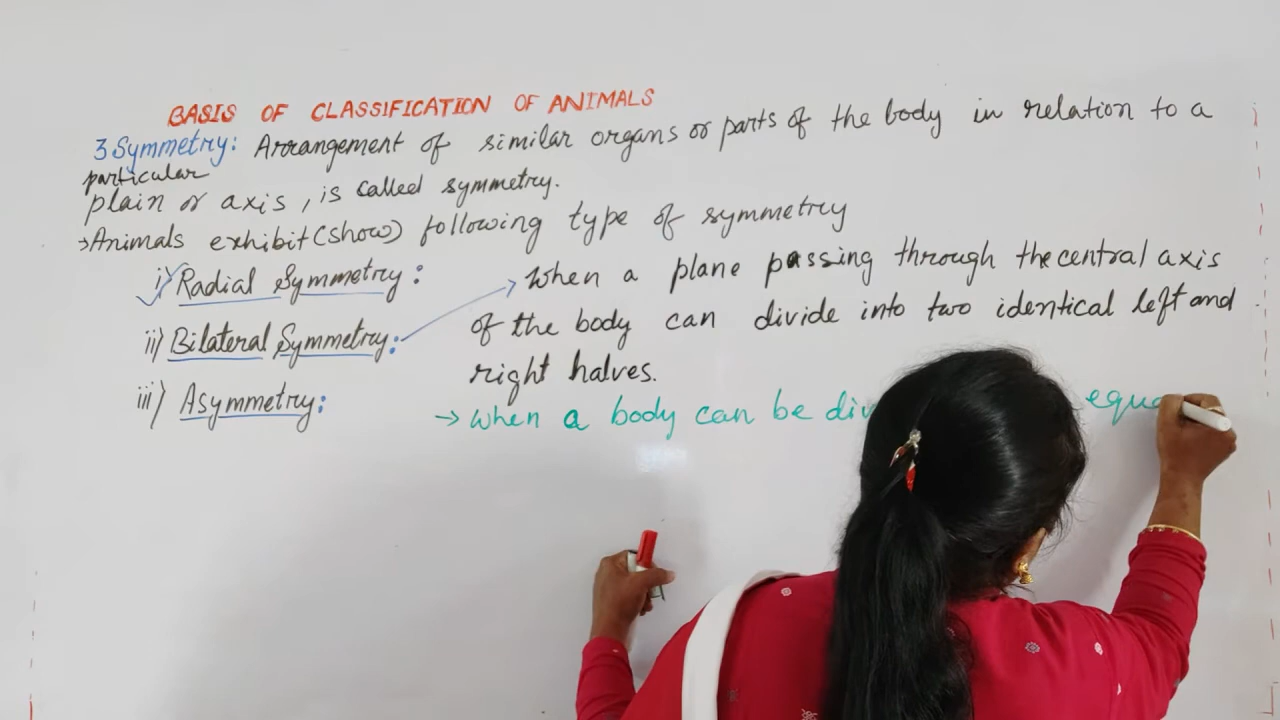 BASIS OF CLASSIFICATION OF ANIMALS
3 Symmetry: Arrangement of similar organs or parts of the body in relation to a
particular
plain or axis, is called symmetry.
→Animals exhibit (show) following type of symmetry
i) Radial Symmetry:
→ When a plane passing through the central axis
of the body can divide into two identical left and
right halves.
ii) Bilateral Symmetry:
iii) Asymmetry:
→ When a body can be div equa